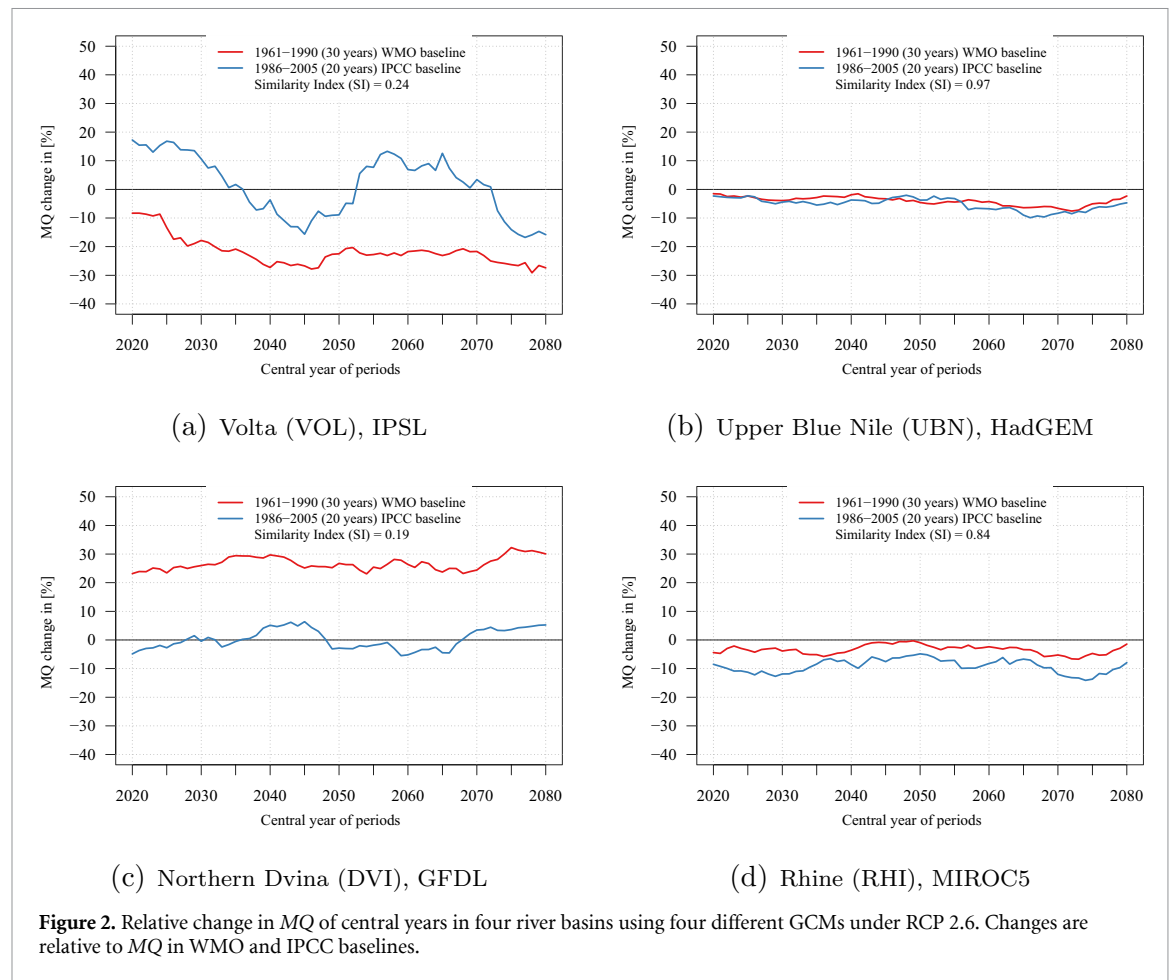 MQ change in [%]
50
40
30
20
10
0
−10
−20
−30
−40
1961−1990 (30 years) WMO baseline
1986−2005 (20 years) IPCC baseline
Similarity Index (SI) = 0.24
2020 2030 2040 2050 2060 2070 2080
Central year of periods
(a) Volta (VOL), IPSL
MQ change in [%]
50
40
30
20
10
0
−10
−20
−30
−40
1961−1990 (30 years) WMO baseline
1986−2005 (20 years) IPCC baseline
Similarity Index (SI) = 0.97
2020 2030 2040 2050 2060 2070 2080
Central year of periods
(b) Upper Blue Nile (UBN), HadGEM
MQ change in [%]
50
40
30
20
10
0
−10
−20
−30
−40
1961−1990 (30 years) WMO baseline
1986−2005 (20 years) IPCC baseline
Similarity Index (SI) = 0.19
2020 2030 2040 2050 2060 2070 2080
Central year of periods
(c) Northern Dvina (DVI), GFDL
MQ change in [%]
50
40
30
20
10
0
−10
−20
−30
−40
1961−1990 (30 years) WMO baseline
1986−2005 (20 years) IPCC baseline
Similarity Index (SI) = 0.84
2020 2030 2040 2050 2060 2070 2080
Central year of periods
(d) Rhine (RHI), MIROC5
Figure 2. Relative change in MQ of central years in four river basins using four different GCMs under RCP 2.6. Changes are
relative to MQ in WMO and IPCC baselines.